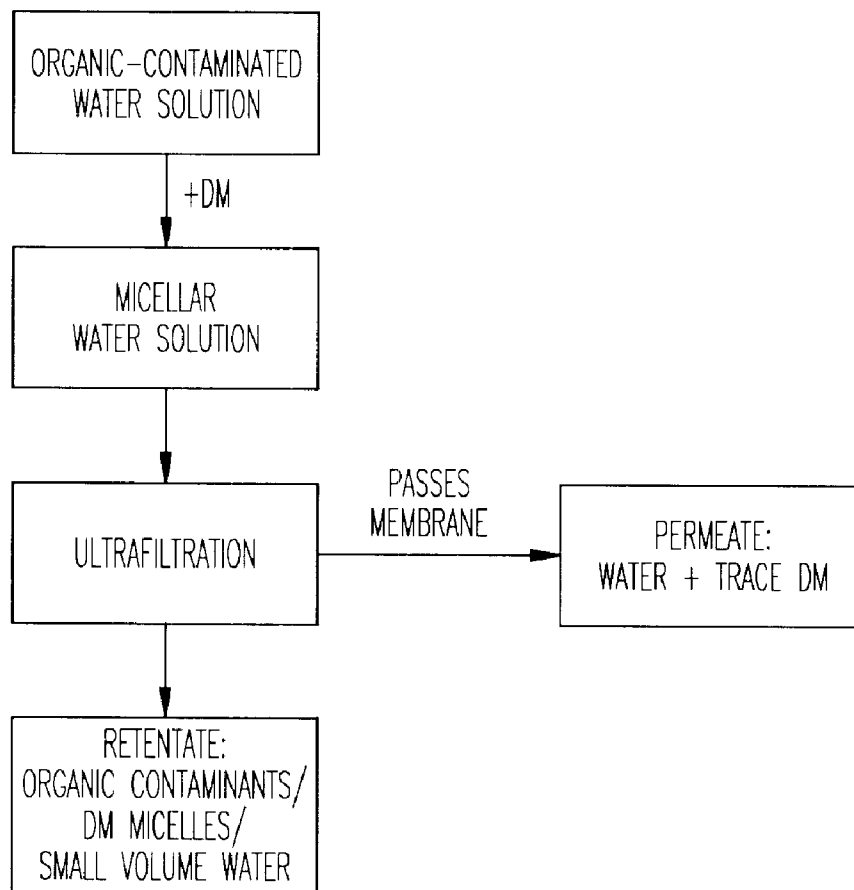 ORGANIC-CONTAMINATED
WATER SOLUTION
+DM
MICELLAR
WATER SOLUTION
ULTRAFILTRATION
PASSES
MEMBRANE
PERMEATE:
WATER + TRACE DM
RETENTATE:
ORGANIC CONTAMINANTS/
DM MICELLES/
SMALL VOLUME WATER